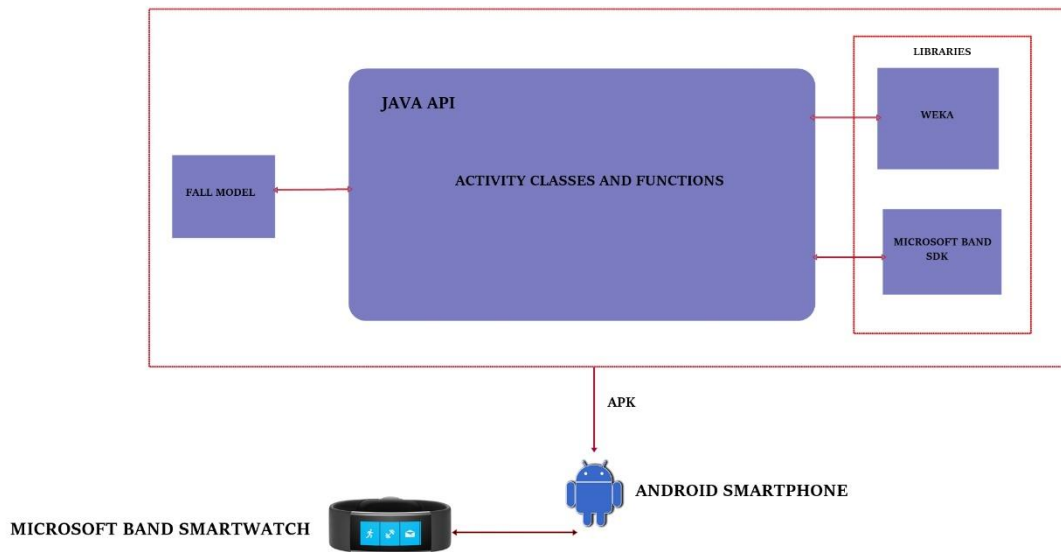 LIBRARIES
JAVA API
WEKA
ACTIVITY CLASSES AND FUNCTIONS
FALL MODEL
MICROSOFT BAND
SDK
APK
ANDROID SMARTPHONE
MICROSOFT BAND SMARTWATCH